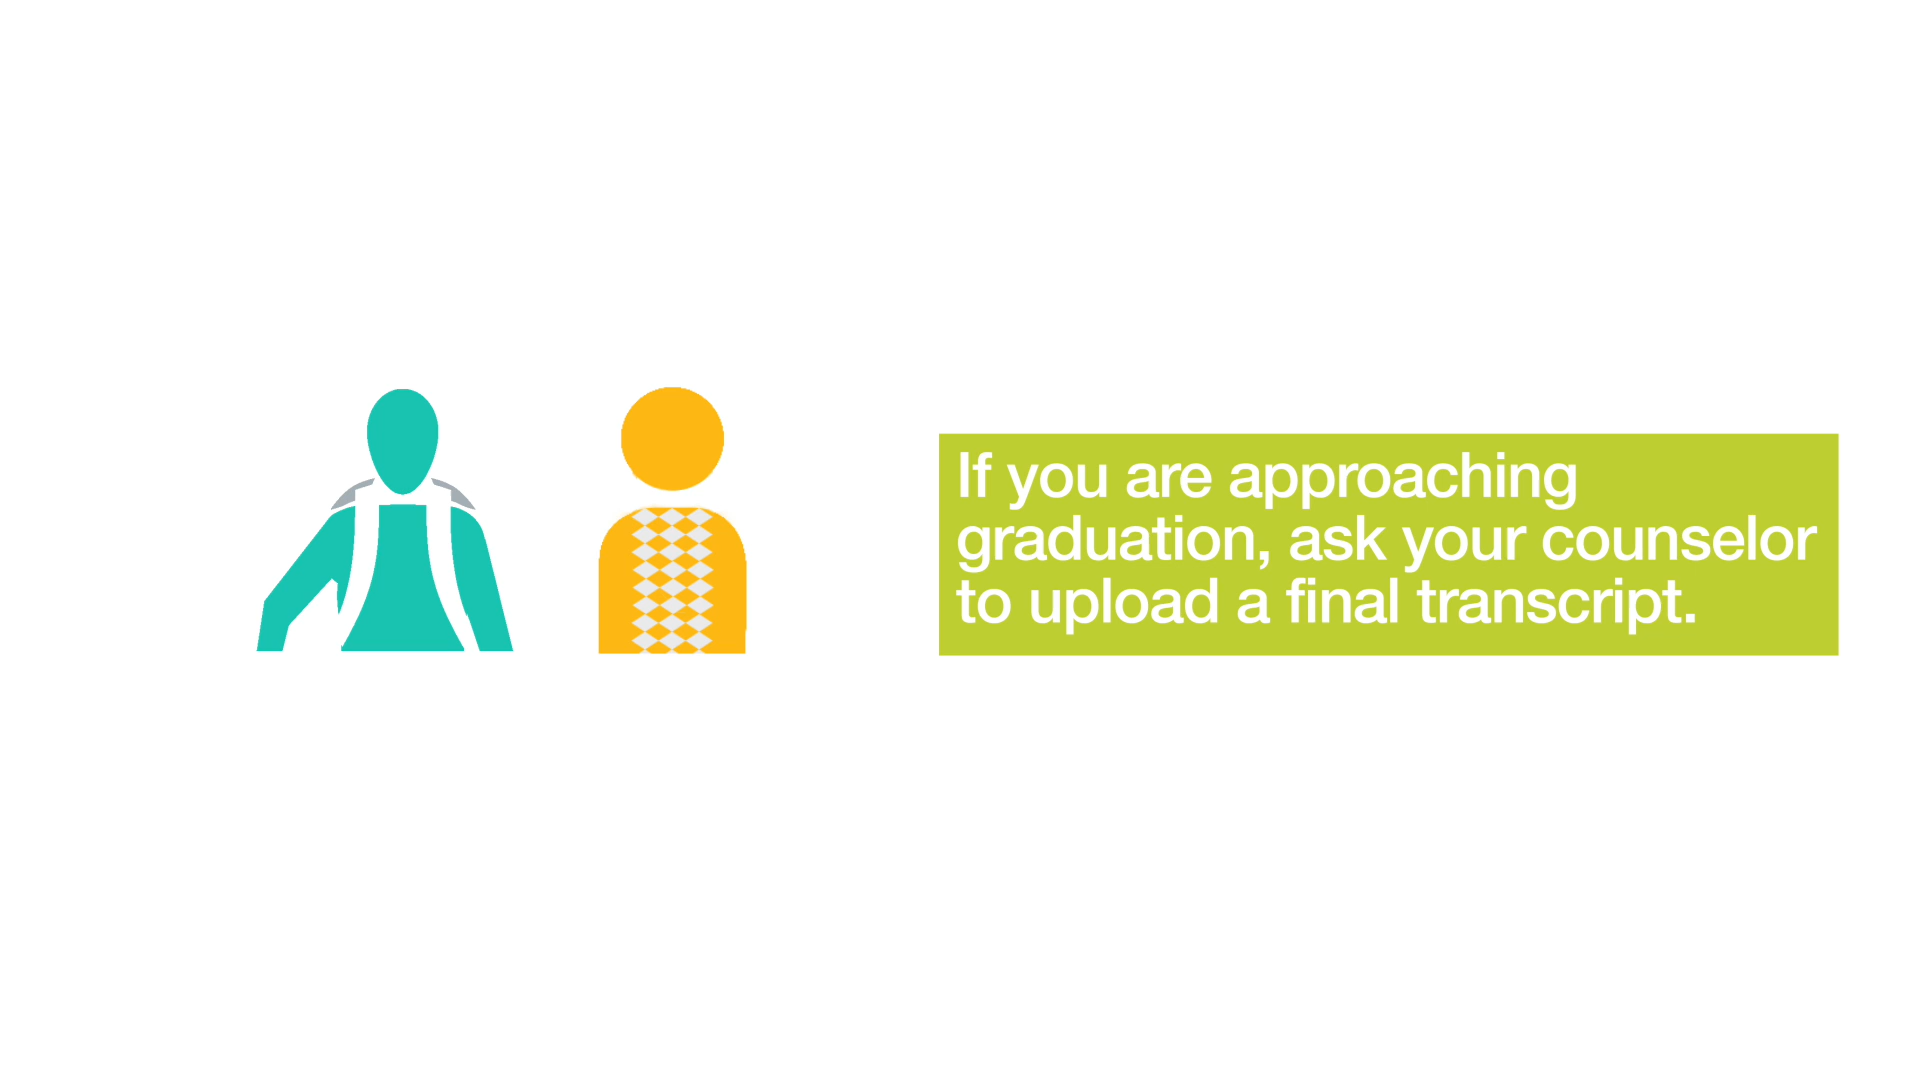 If you are approaching
graduation, ask your counselor
to upload a final transcript.